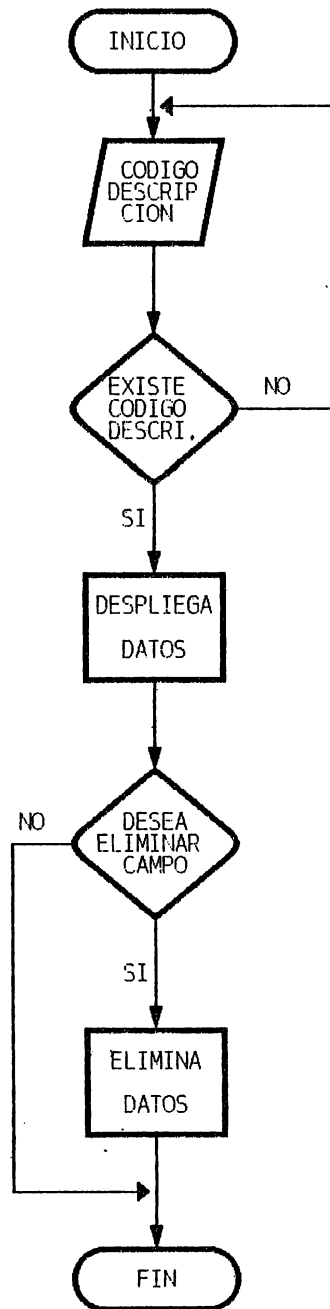 INICIO
CODIGO
DESCRIP
CION
EXISTE
CODIGO
DESCRI.
NO
SI
DESPLIEGA
DATOS
NO
DESEA
ELIMINAR
CAMPO
SI
ELIMINA
DATOS
FIN